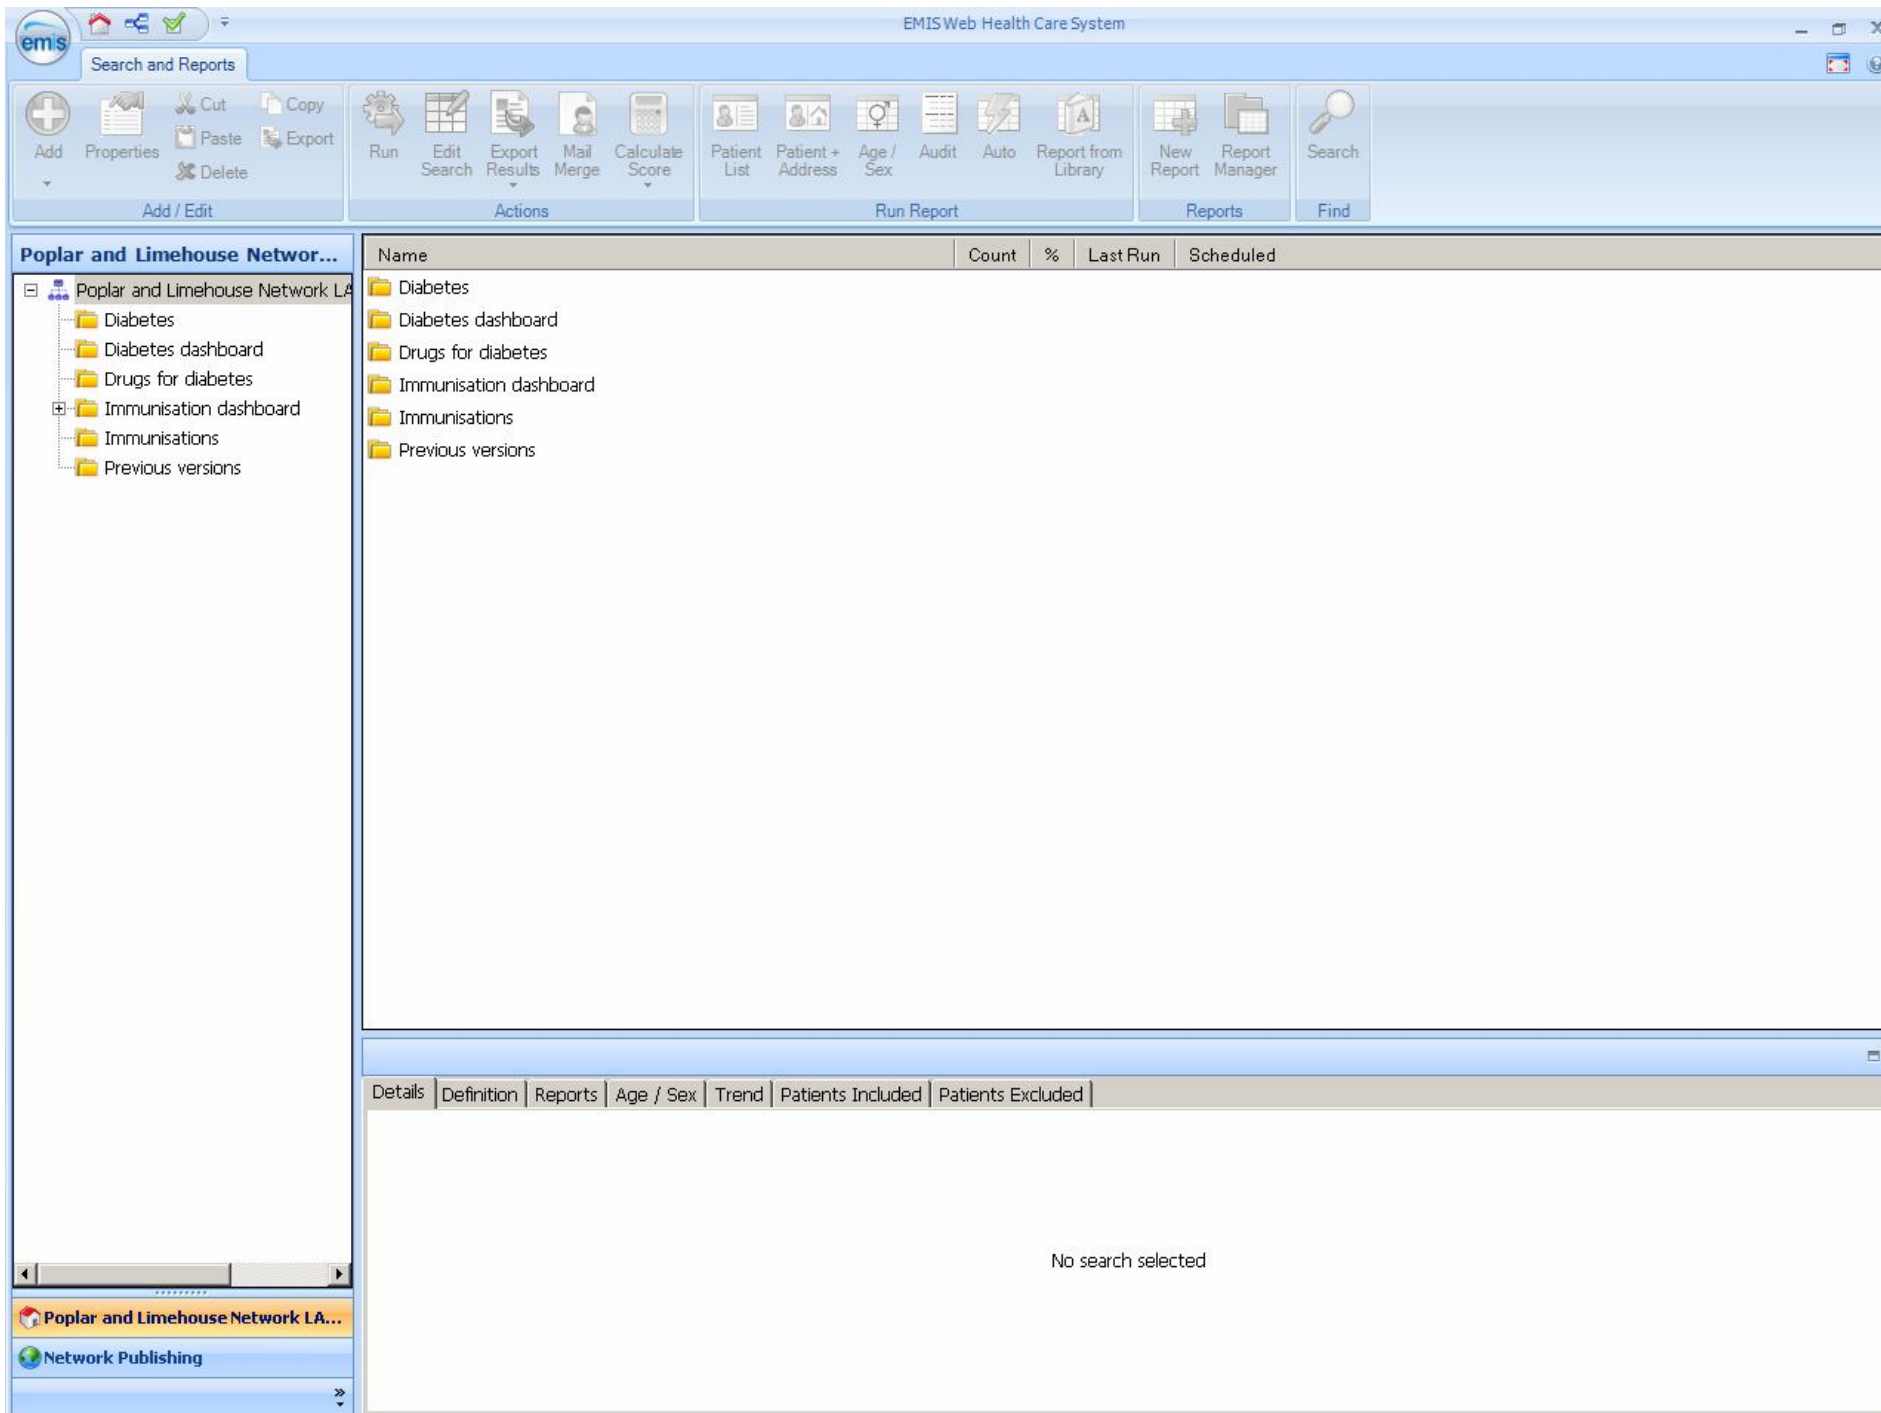 emis
EMIS Web Health Care System
Search and Reports
Add
Properties
Cut
Copy
Paste
Export
Delete
Add / Edit
Run
Edit Search
Export Results
Mail Merge
Calculate Score
Actions
Patient List
Patient + Address
Age / Sex
Audit
Auto
Report from Library
Run Report
New Report
Report Manager
Reports
Search
Find
Poplar and Limehouse Networ...
Poplar and Limehouse Network LA
Diabetes
Diabetes dashboard
Drugs for diabetes
Immunisation dashboard
Immunisations
Previous versions
Name Count % Last Run Scheduled
Diabetes
Diabetes dashboard
Drugs for diabetes
Immunisation dashboard
Immunisations
Previous versions
Details Definition Reports Age / Sex Trend Patients Included Patients Excluded
No search selected
Poplar and Limehouse Network LA...
Network Publishing